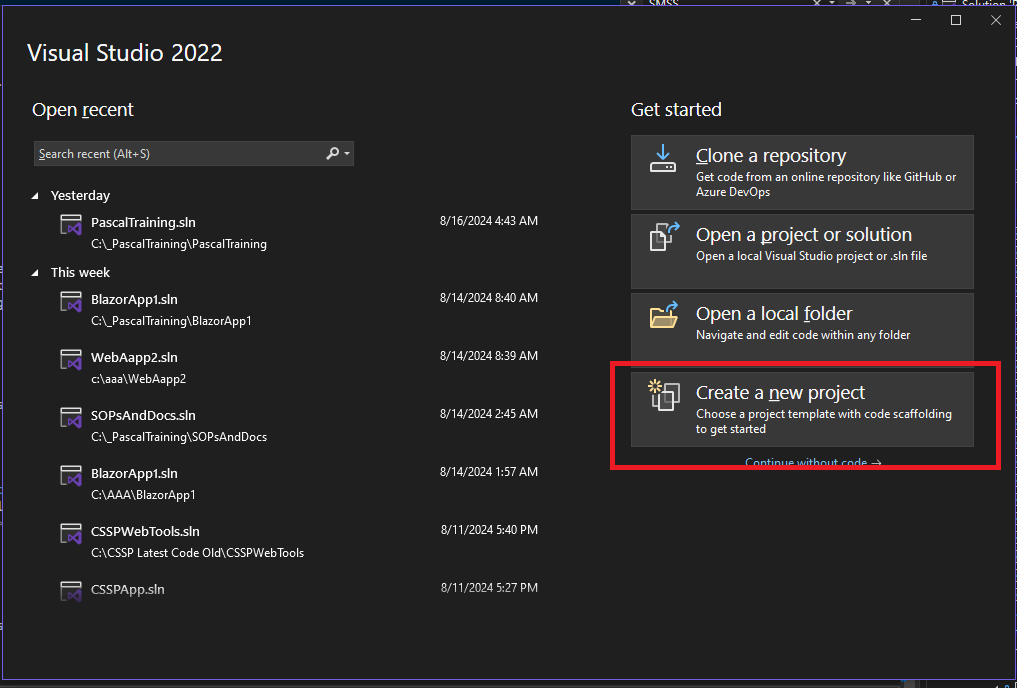 SMSS
Solution
Visual Studio 2022
Open recent
Search recent (Alt+S)
Yesterday
PascalTraining.sln
8/16/2024 4:43 AM
C:\_PascalTraining\PascalTraining
This week
BlazorApp1.sln
8/14/2024 8:40 AM
C:\_PascalTraining\BlazorApp1
WebAapp2.sln
8/14/2024 8:39 AM
c:\aaa\WebAapp2
SOPsAndDocs.sln
8/14/2024 2:45 AM
C:\_PascalTraining\SOPsAndDocs
BlazorApp1.sln
8/14/2024 1:57 AM
C:\AAA\BlazorApp1
CSSPWebTools.sln
8/11/2024 5:40 PM
C:\CSSP Latest Code Old\CSSPWebTools
CSSPApp.sln
8/11/2024 5:27 PM
Get started
Clone a repository
Get code from an online repository like GitHub or
Azure DevOps
Open a project or solution
Open a local Visual Studio project or .sln file
Open a local folder
Navigate and edit code within any folder
Create a new project
Choose a project template with code scaffolding
to get started
Continue without code →